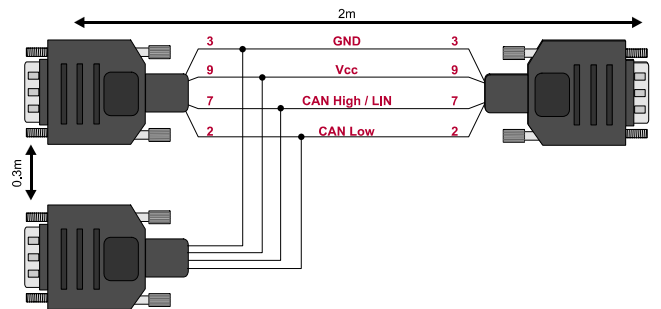 2m
3 GND 3
9 Vcc 9
7 CAN High / LIN 7
2 CAN Low 2
0.3m